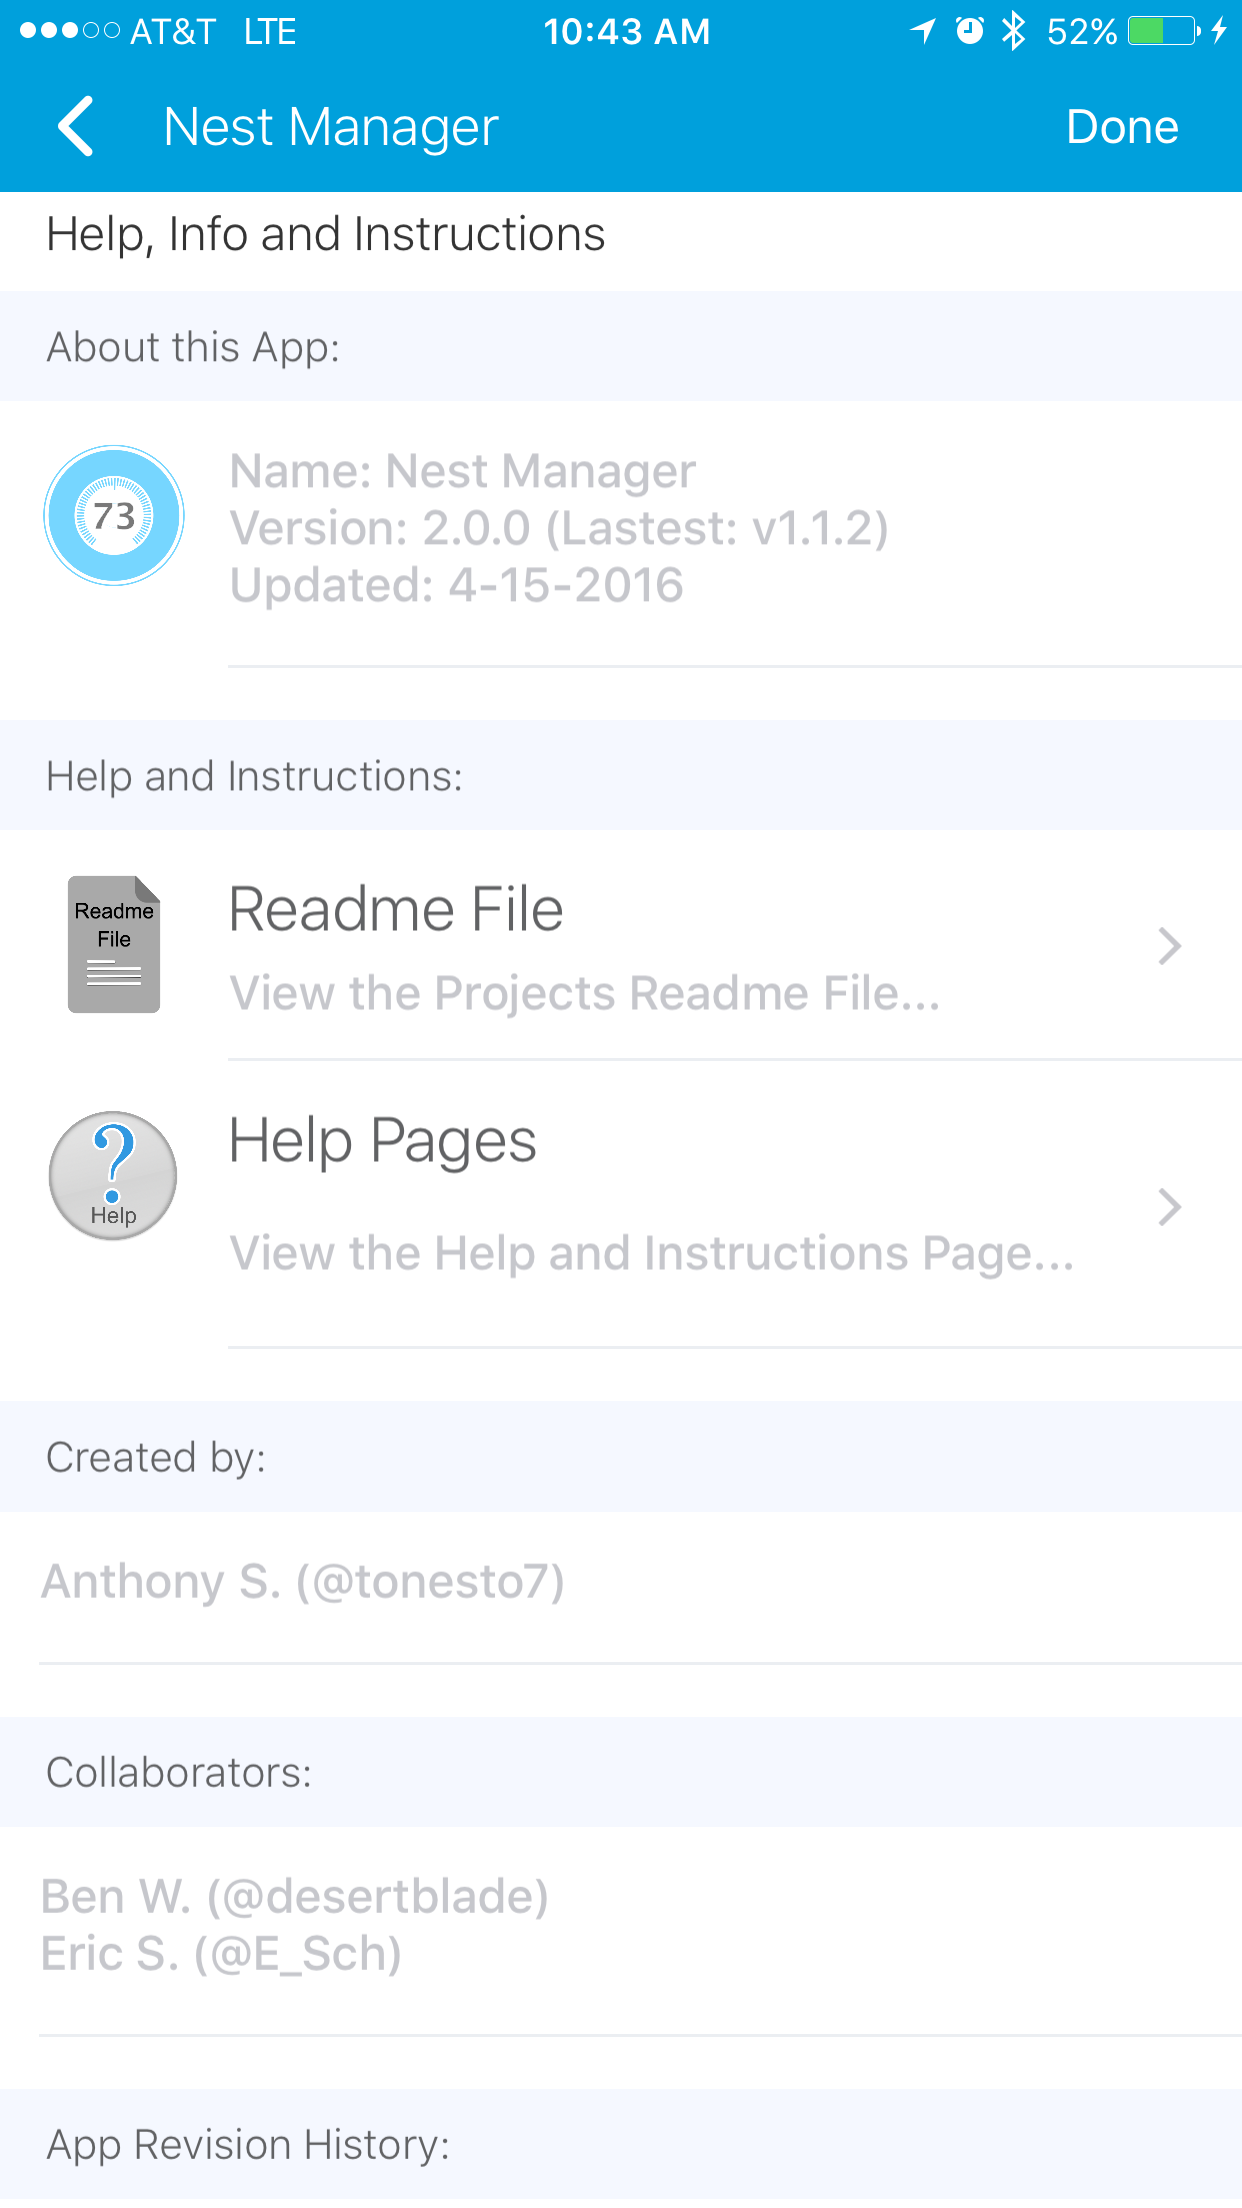 AT&T LTE 10:43 AM 52%
Nest Manager Done
Help, Info and Instructions
About this App:
73
Name: Nest Manager
Version: 2.0.0 (Lastest: v1.1.2)
Updated: 4-15-2016
Help and Instructions:
Readme
File
Readme File
View the Projects Readme File...
?
Help
Help Pages
View the Help and Instructions Page...
Created by:
Anthony S. (@tonesto7)
Collaborators:
Ben W. (@desertblade)
Eric S. (@E_Sch)
App Revision History: